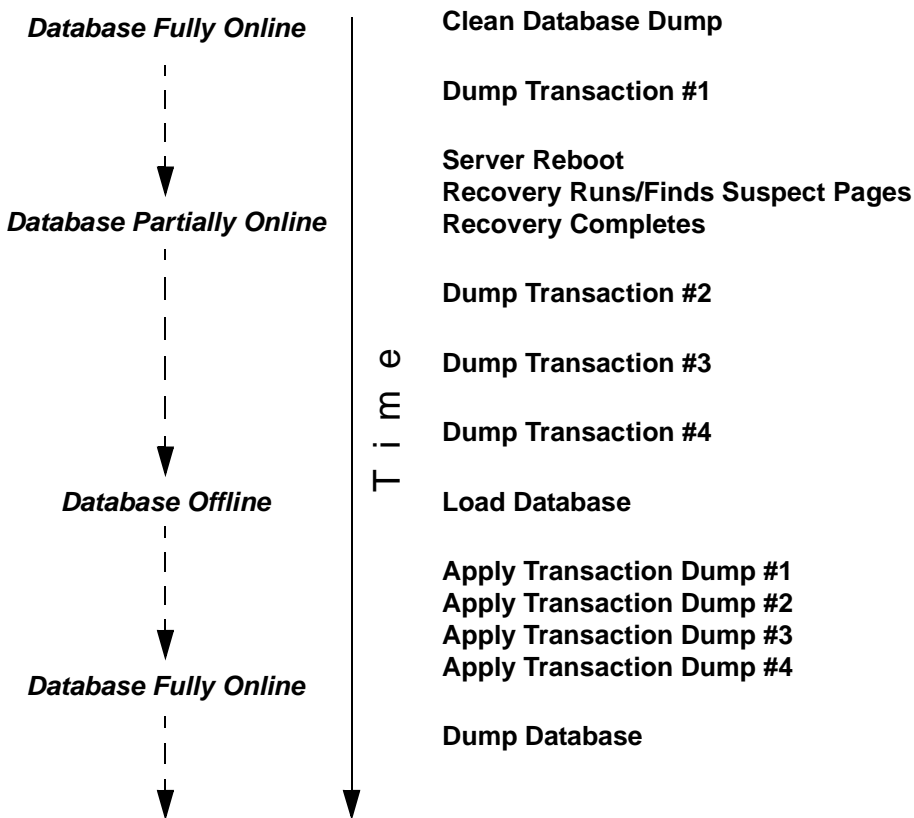 Database Fully Online
Clean Database Dump
Dump Transaction #1
Server Reboot
Recovery Runs/Finds Suspect Pages
Database Partially Online
Recovery Completes
Dump Transaction #2
Time
Dump Transaction #3
Dump Transaction #4
Database Offline
Load Database
Apply Transaction Dump #1
Apply Transaction Dump #2
Apply Transaction Dump #3
Apply Transaction Dump #4
Database Fully Online
Dump Database